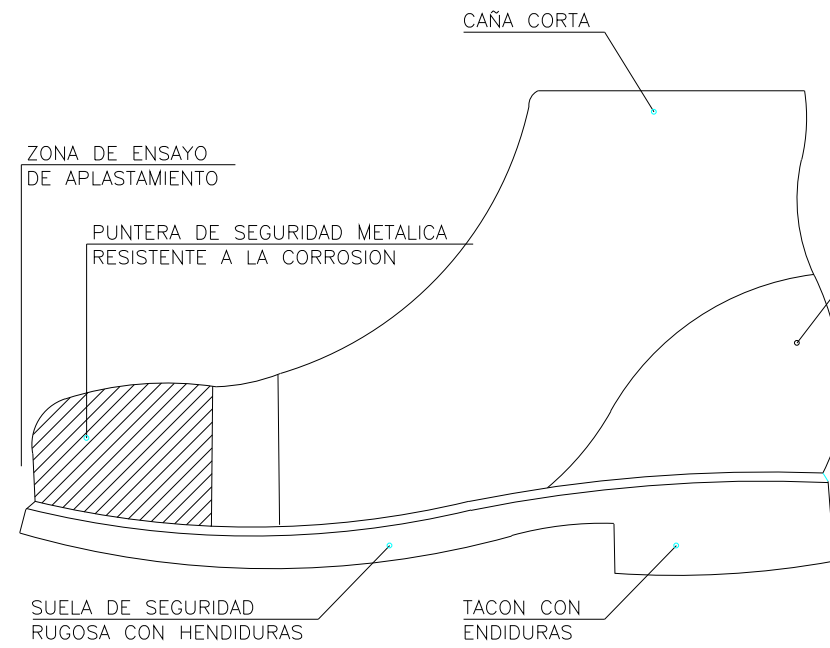 CAÑA CORTA
ZONA DE ENSAYO
DE APLASTAMIENTO
PUNTERA DE SEGURIDAD METALICA
RESISTENTE A LA CORROSION
SUELA DE SEGURIDAD
RUGOSA CON HENDIDURAS
TACON CON
ENDIDURAS